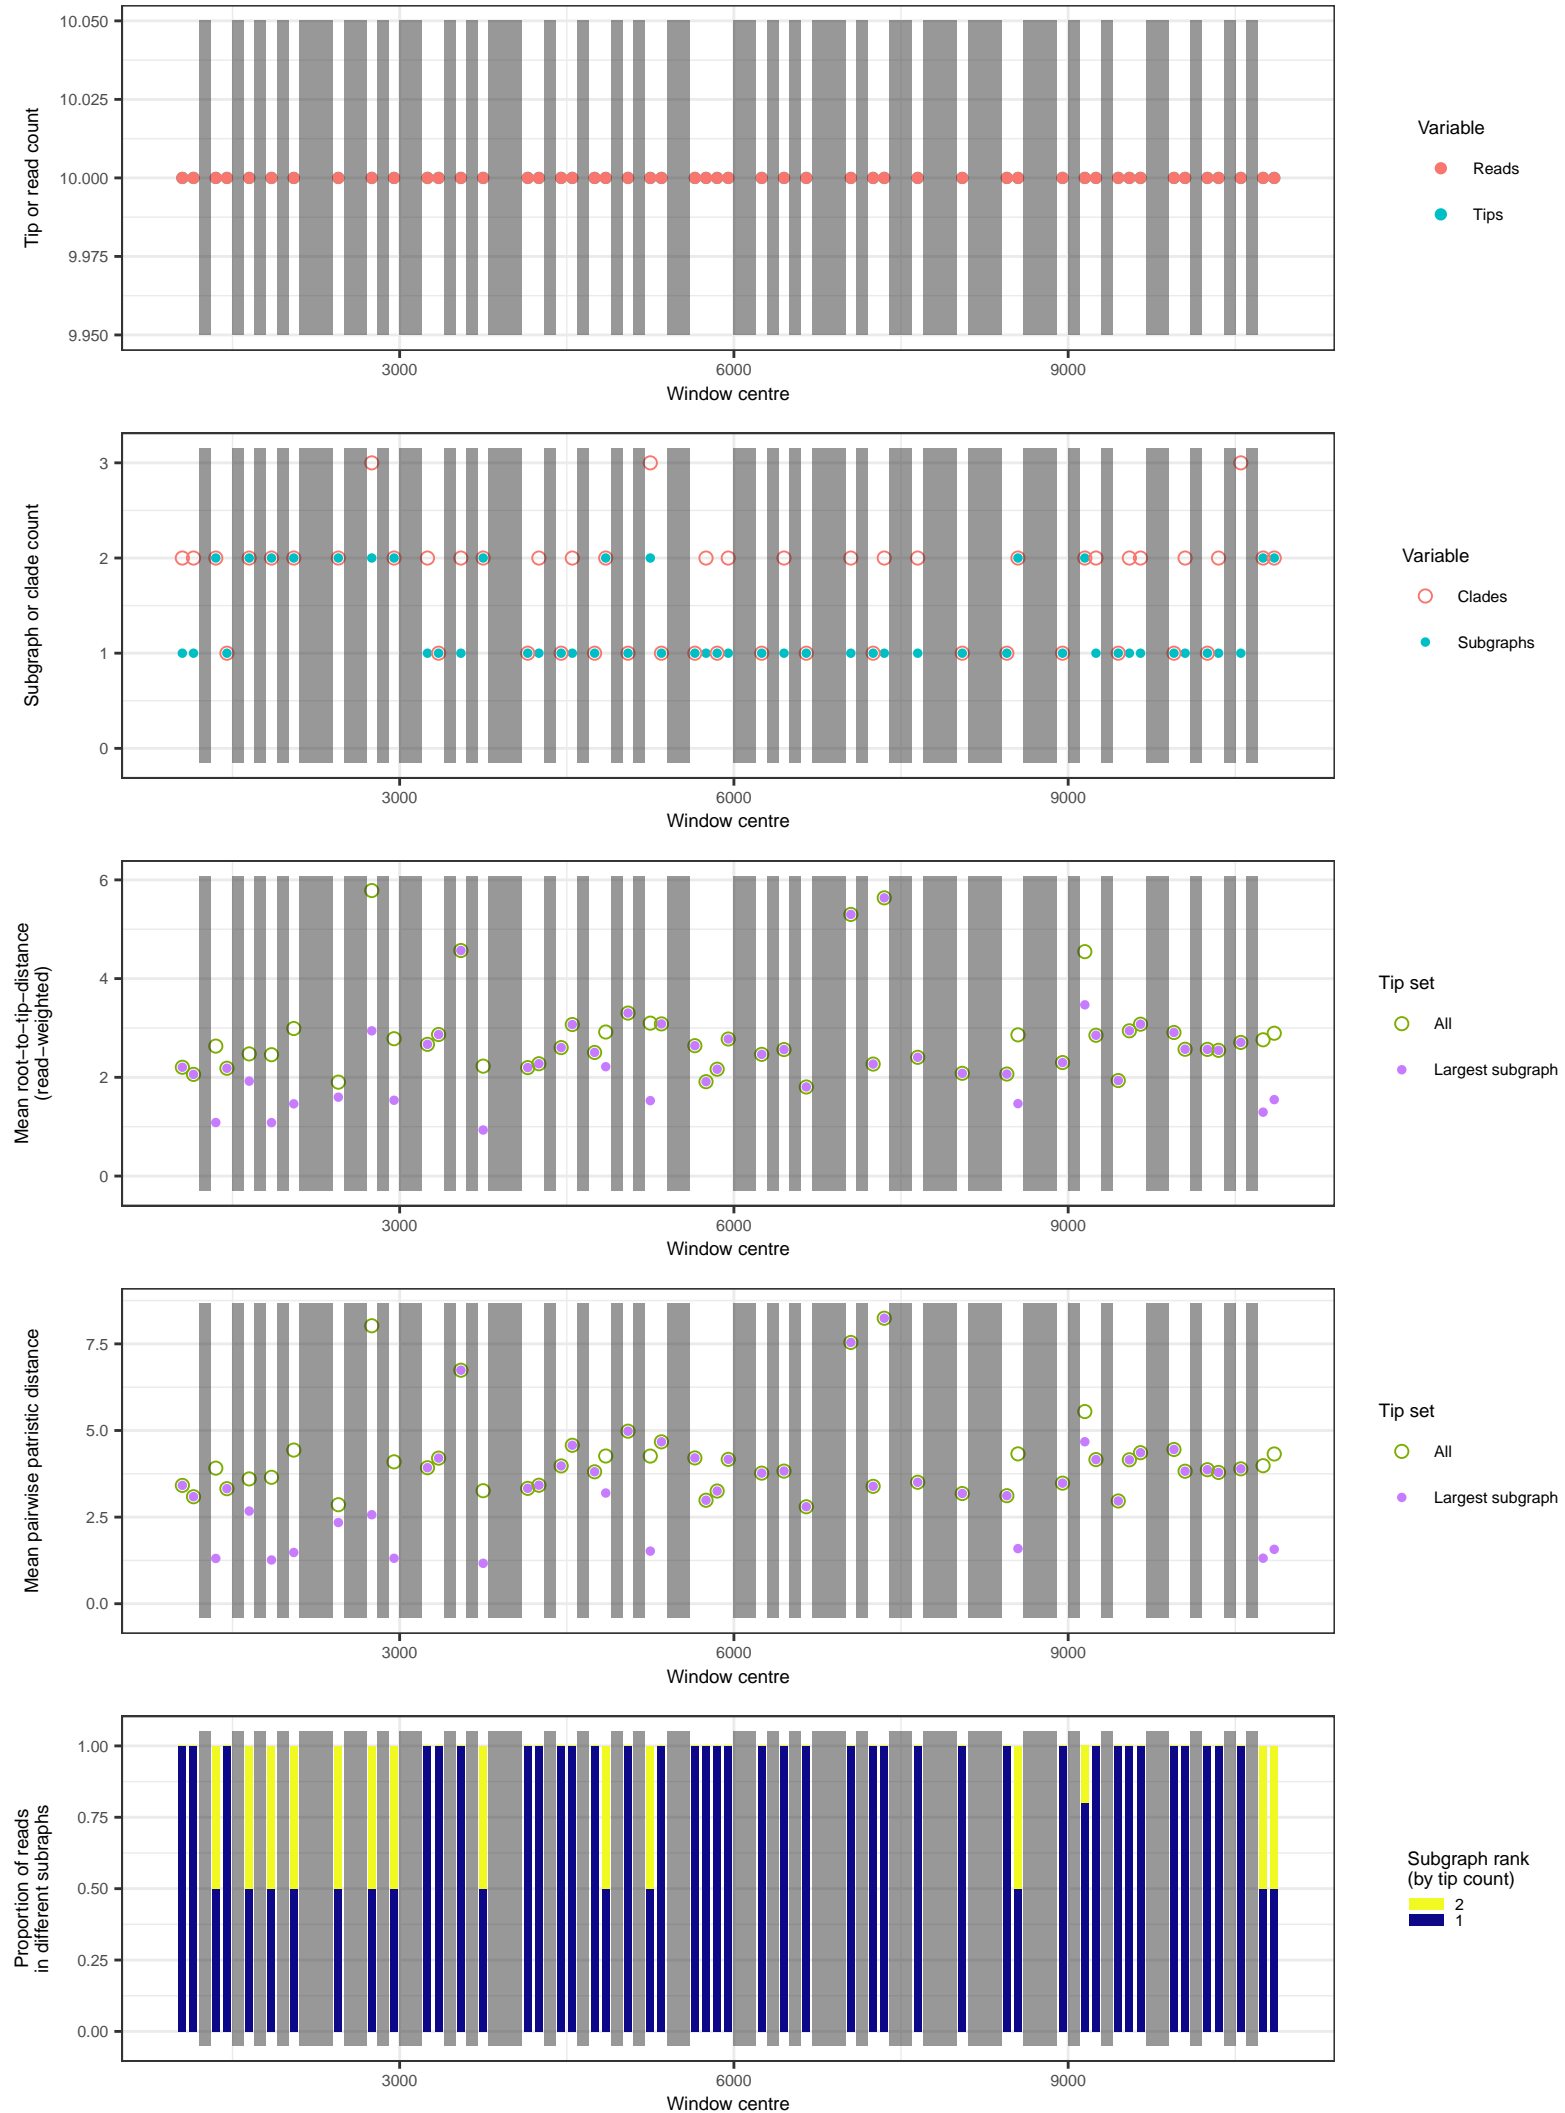 10.050
10.025
10.000
9.975
9.950
Tip or read count
3000
6000
9000
Window centre
Variable
Reads
Tips
3
2
1
0
Subgraph or clade count
3000
6000
9000
Window centre
Variable
Clades
Subgraphs
6
4
2
0
Mean root−to−tip−distance
(read−weighted)
3000
6000
9000
Window centre
Tip set
All
Largest subgraph
7.5
5.0
2.5
0.0
Mean pairwise patristic distance
3000
6000
9000
Window centre
Tip set
All
Largest subgraph
1.00
0.75
0.50
0.25
0.00
Proportion of reads
in different subraphs
3000
6000
9000
Window centre
Subgraph rank
(by tip count)
2
1